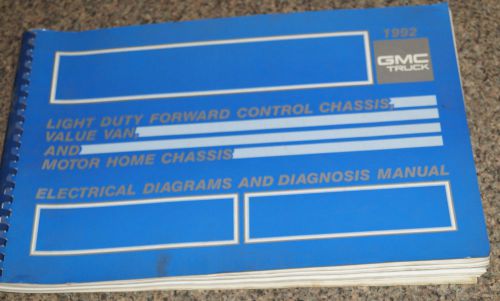 1992
GMC
TRUCK
LIGHT DUTY FORWARD CONTROL CHASSIS,
VALUE VAN,
AND
MOTOR HOME CHASSIS
ELECTRICAL DIAGRAMS AND DIAGNOSIS MANUAL